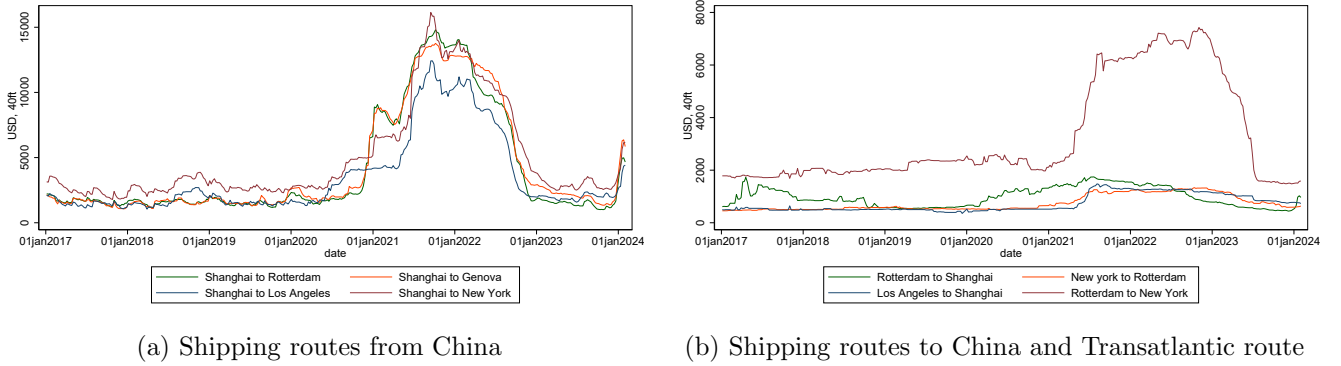 USD, 40ft
15000
10000
5000
0
01jan2017 01jan2018 01jan2019 01jan2020 01jan2021 01jan2022 01jan2023 01jan2024
date
Shanghai to Rotterdam Shanghai to Genova
Shanghai to Los Angeles Shanghai to New York
(a) Shipping routes from China
USD, 40ft
8000
6000
4000
2000
0
01jan2017 01jan2018 01jan2019 01jan2020 01jan2021 01jan2022 01jan2023 01jan2024
date
Rotterdam to Shanghai New york to Rotterdam
Los Angeles to Shanghai Rotterdam to New York
(b) Shipping routes to China and Transatlantic route